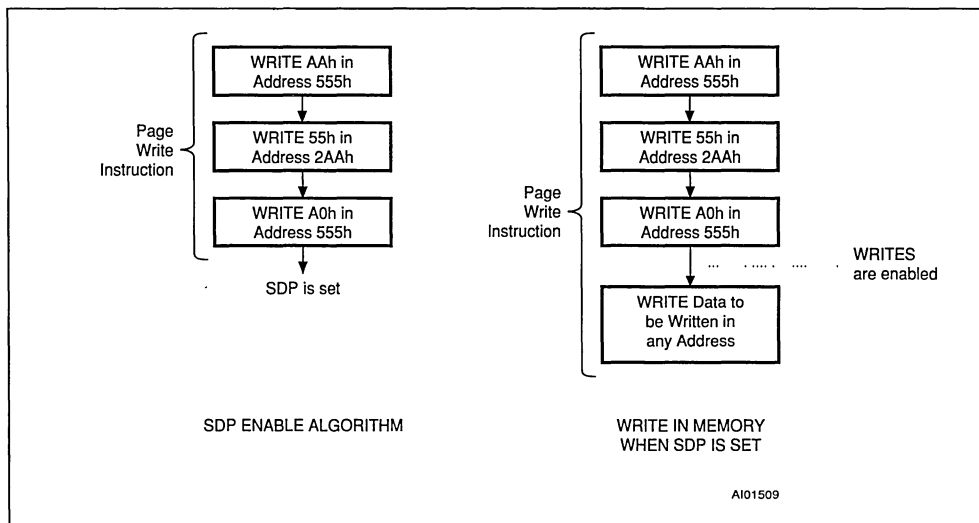 Page
Write
Instruction
WRITE AAh in
Address 555h
WRITE 55h in
Address 2AAh
WRITE A0h in
Address 555h
SDP is set
SDP ENABLE ALGORITHM
Page
Write
Instruction
WRITE AAh in
Address 555h
WRITE 55h in
Address 2AAh
WRITE A0h in
Address 555h
WRITES
are enabled
WRITE Data to
be Written in
any Address
WRITE IN MEMORY
WHEN SDP IS SET
AI01509